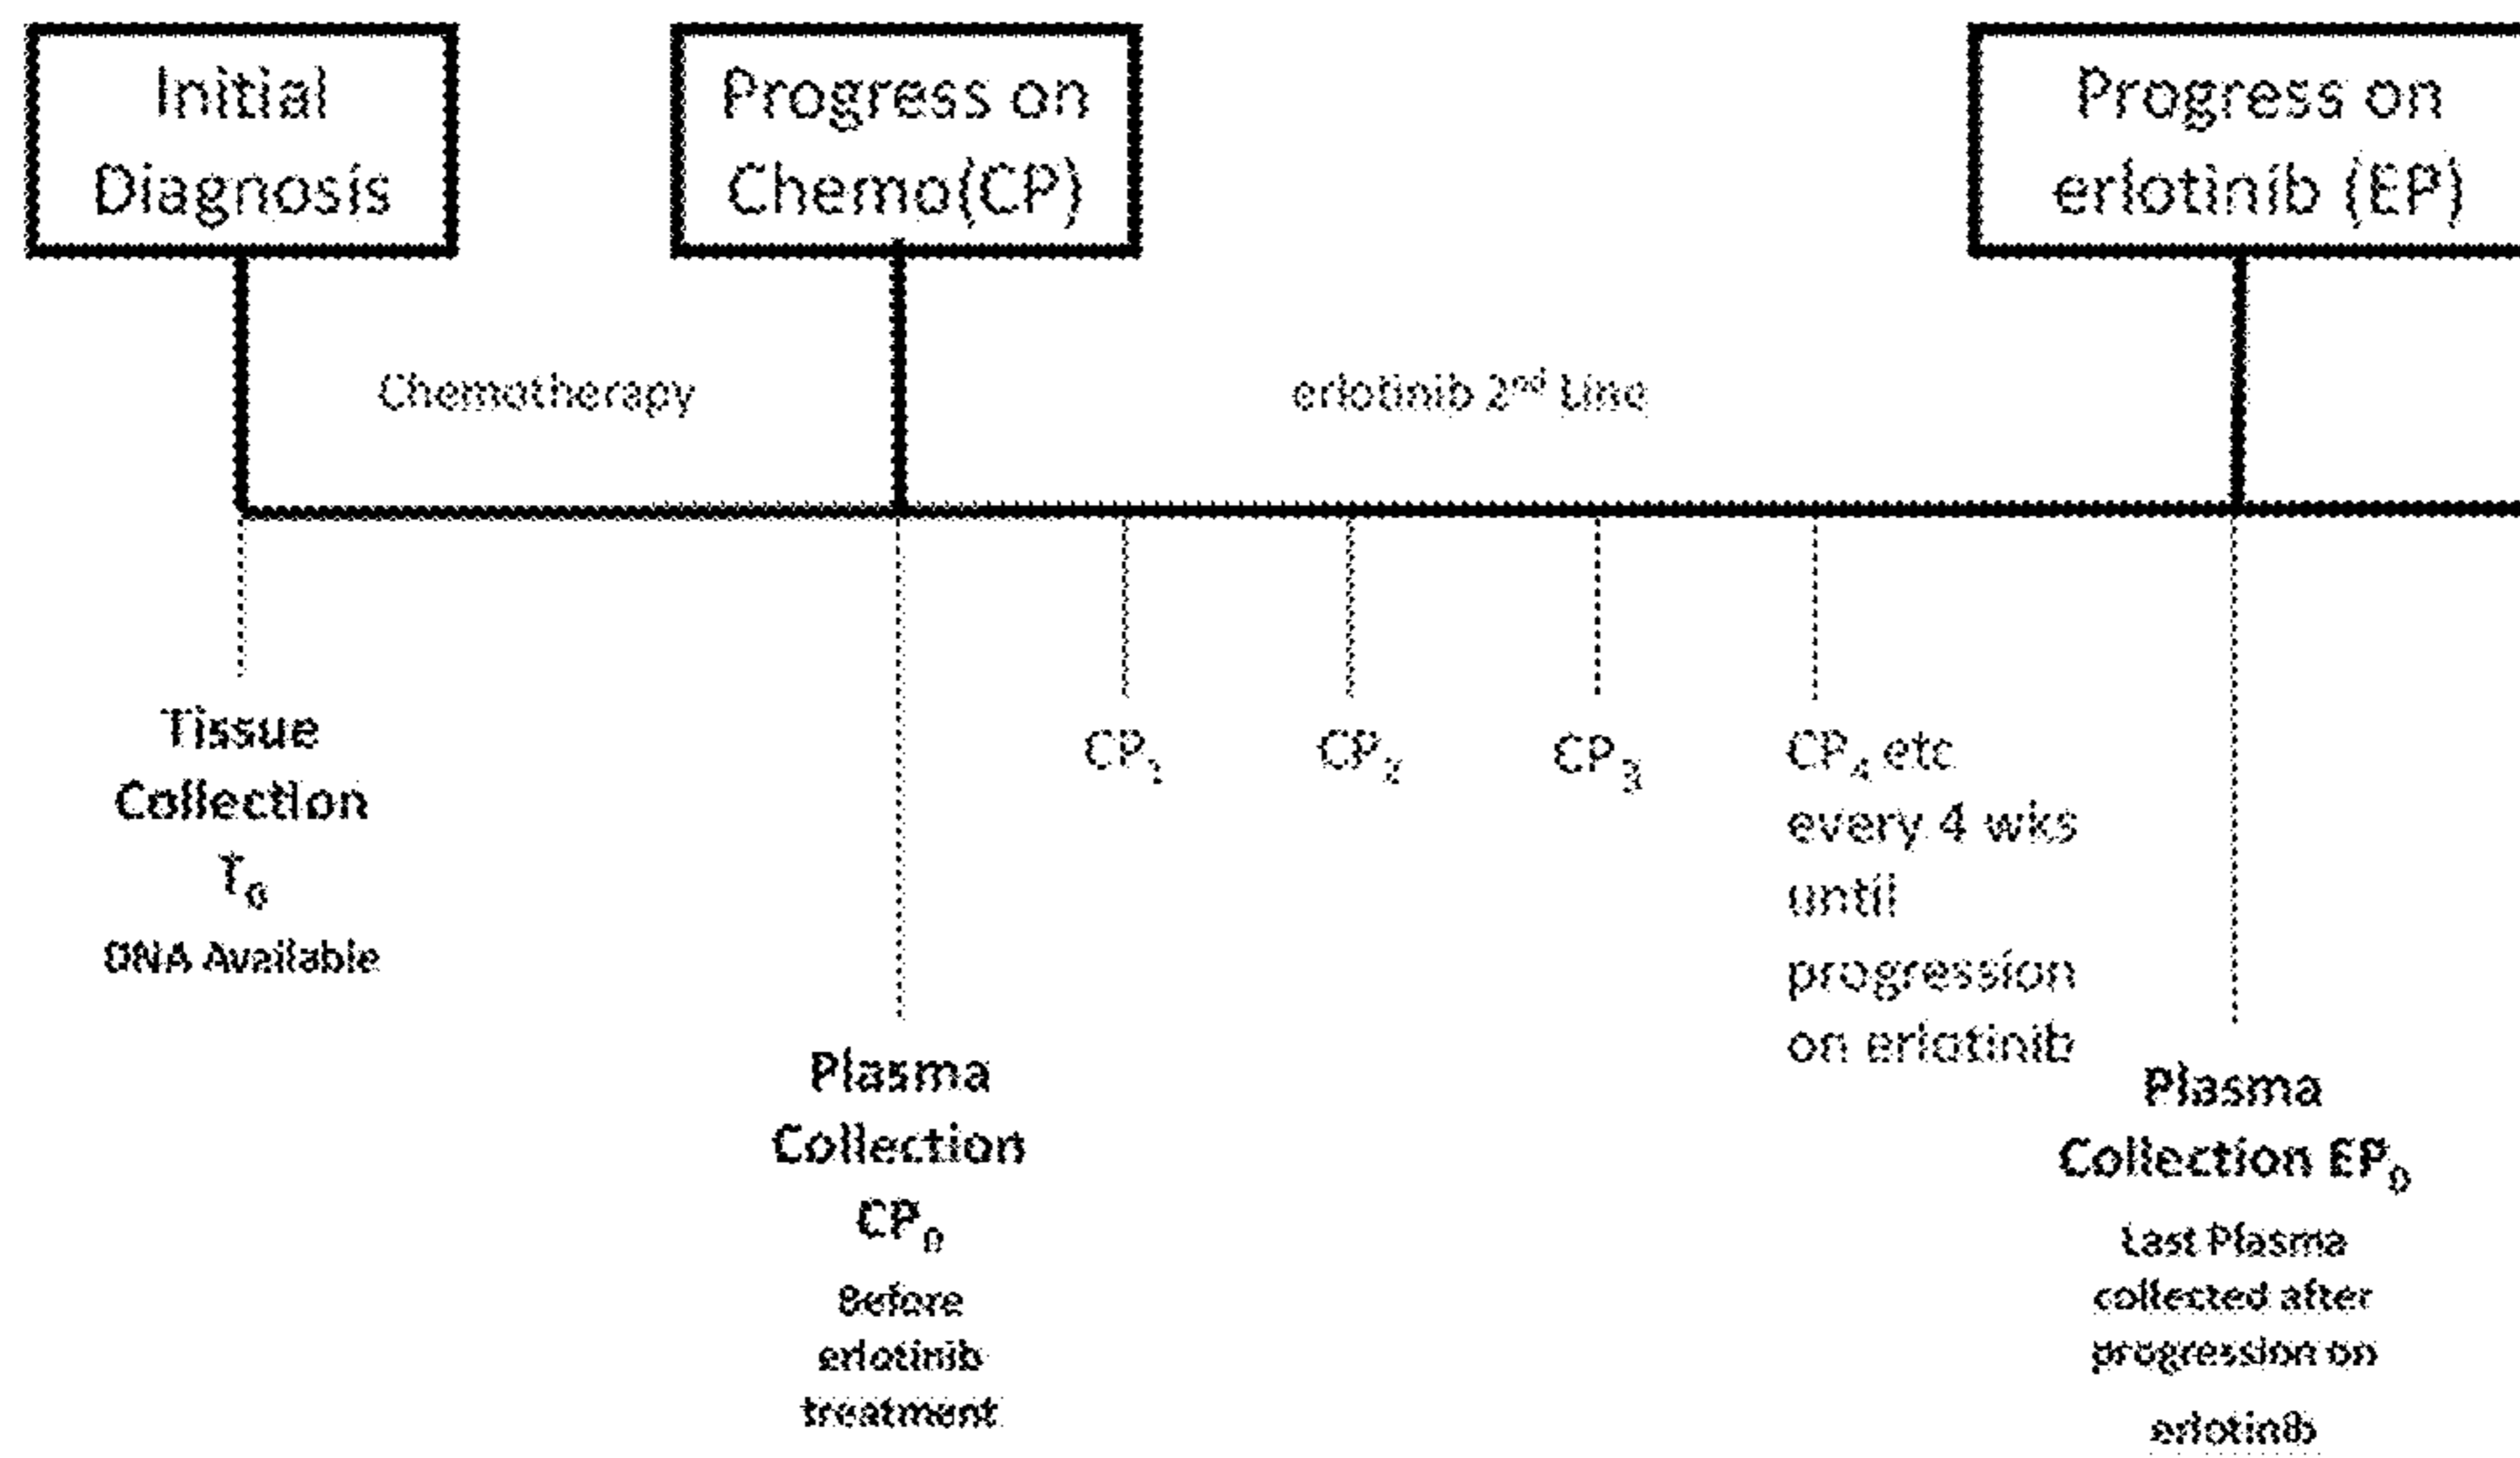 Initial
Diagnosis
Progress on
Chemo(CP)
Progress on
erlotinib (EP)
Chemotherapy
erlotinib 2nd Line
Tissue
Collection
T0
DNA Available
Plasma
Collection
CP0
Before
erlotinib
treatment
CP1
CP2
CP3
CP4 etc
every 4 wks
until
progression
on erlotinib
Plasma
Collection EP0
Last Plasma
collected after
progression on
erlotinib